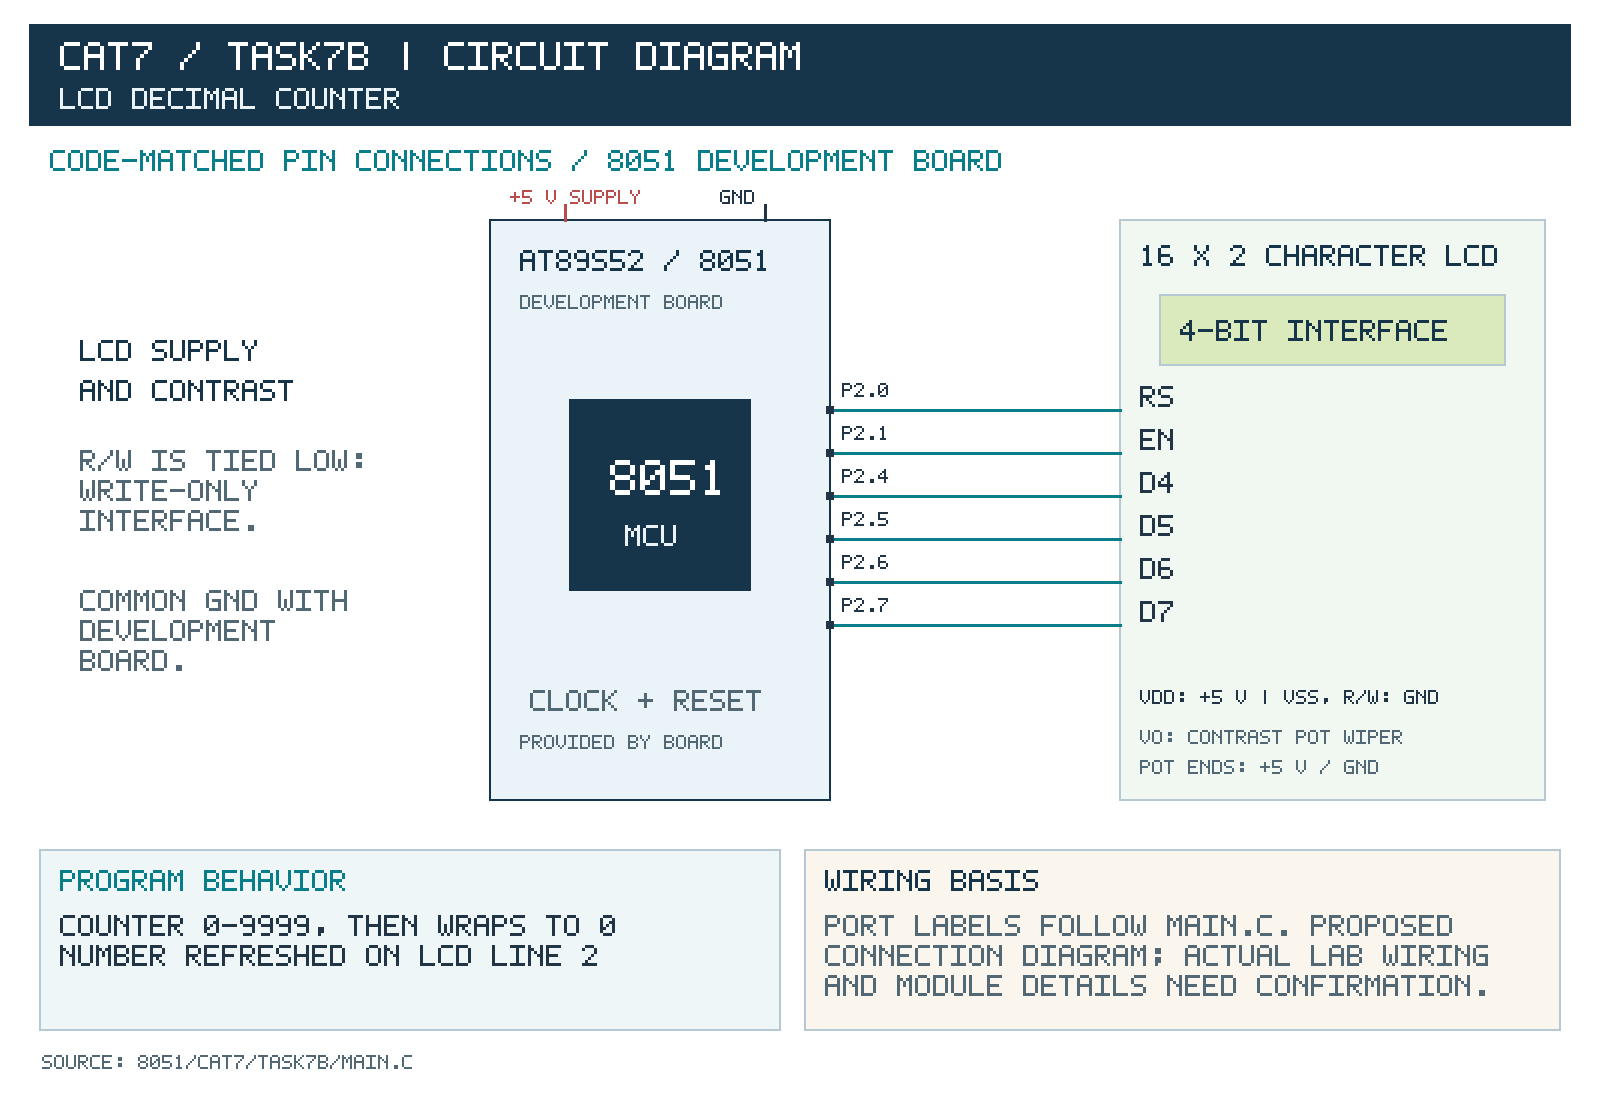 CAT7 / TASK7B | CIRCUIT DIAGRAM
LCD DECIMAL COUNTER
CODE-MATCHED PIN CONNECTIONS / 8051 DEVELOPMENT BOARD
+5 V SUPPLY
GND
AT89S52 / 8051
DEVELOPMENT BOARD
8051
MCU
CLOCK + RESET
PROVIDED BY BOARD
LCD SUPPLY
AND CONTRAST
R/W IS TIED LOW:
WRITE-ONLY
INTERFACE.
COMMON GND WITH
DEVELOPMENT
BOARD.
P2.0
P2.1
P2.4
P2.5
P2.6
P2.7
16 X 2 CHARACTER LCD
4-BIT INTERFACE
RS
EN
D4
D5
D6
D7
VDD: +5 V | VSS, R/W: GND
VO: CONTRAST POT WIPER
POT ENDS: +5 V / GND
PROGRAM BEHAVIOR
COUNTER 0-9999, THEN WRAPS TO 0
NUMBER REFRESHED ON LCD LINE 2
WIRING BASIS
PORT LABELS FOLLOW MAIN.C. PROPOSED
CONNECTION DIAGRAM; ACTUAL LAB WIRING
AND MODULE DETAILS NEED CONFIRMATION.
SOURCE: 8051/CAT7/TASK7B/MAIN.C